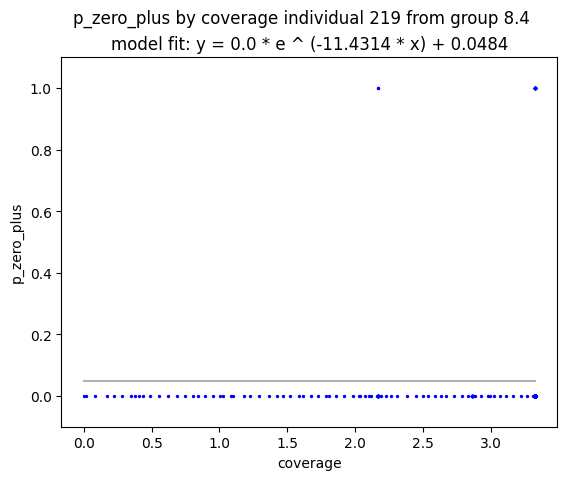 p_zero_plus by coverage individual 219 from group 8.4
model fit: y = 0.0 * e ^ (-11.4314 * x) + 0.0484
1.0
0.8
0.6
0.4
0.2
0.0
p_zero_plus
0.0 0.5 1.0 1.5 2.0 2.5 3.0
coverage